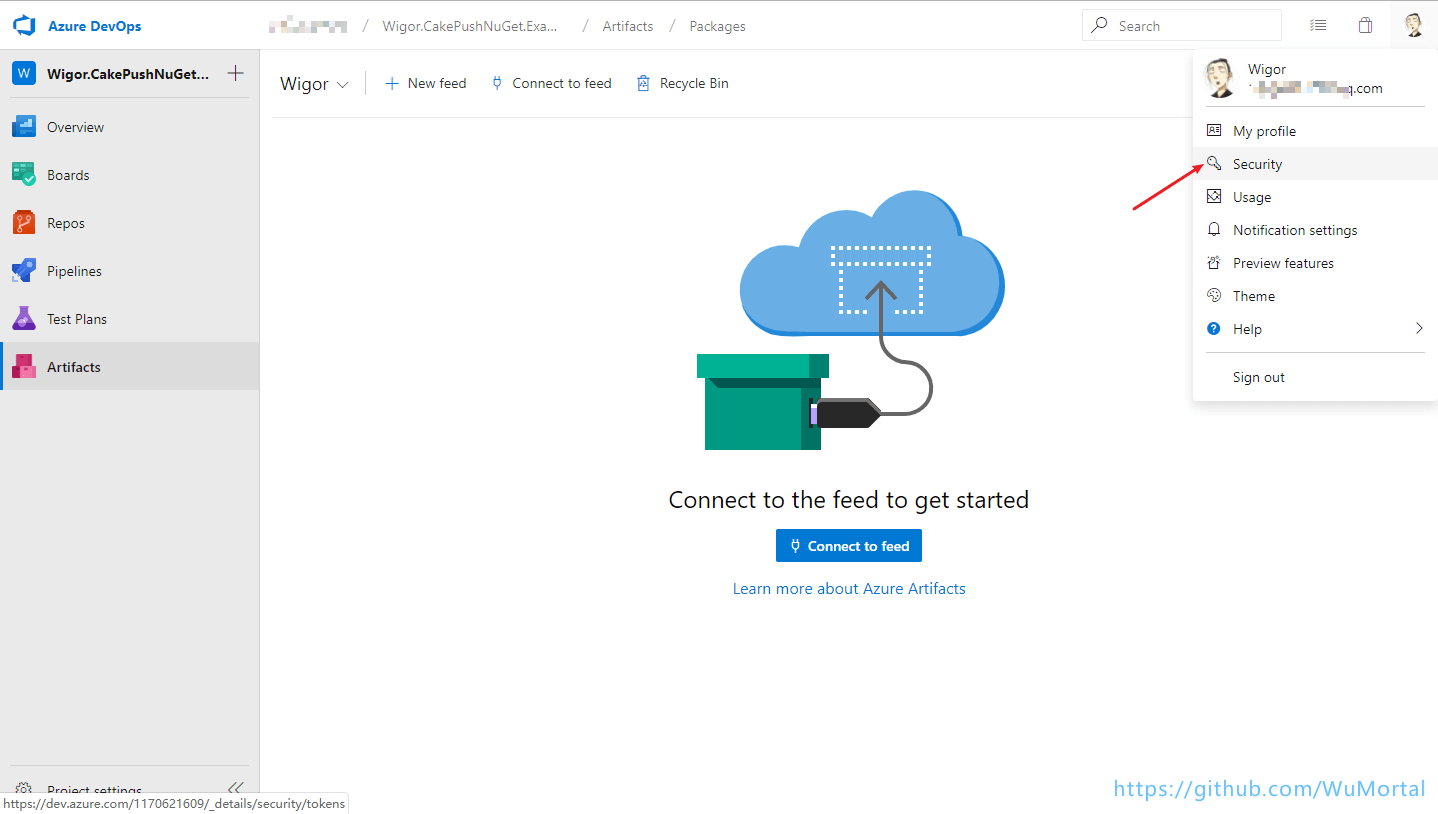 Azure DevOps
/ Wigor.CakePushNuGet.Exa... / Artifacts / Packages
Search
W Wigor.CakePushNuGet...
Overview
Boards
Repos
Pipelines
Test Plans
Artifacts
Project settings
https://dev.azure.com/1170621609/_details/security/tokens
Wigor
New feed
Connect to feed
Recycle Bin
Connect to the feed to get started
Connect to feed
Learn more about Azure Artifacts
Wigor
.com
My profile
Security
Usage
Notification settings
Preview features
Theme
Help
Sign out
https://github.com/WuMortal